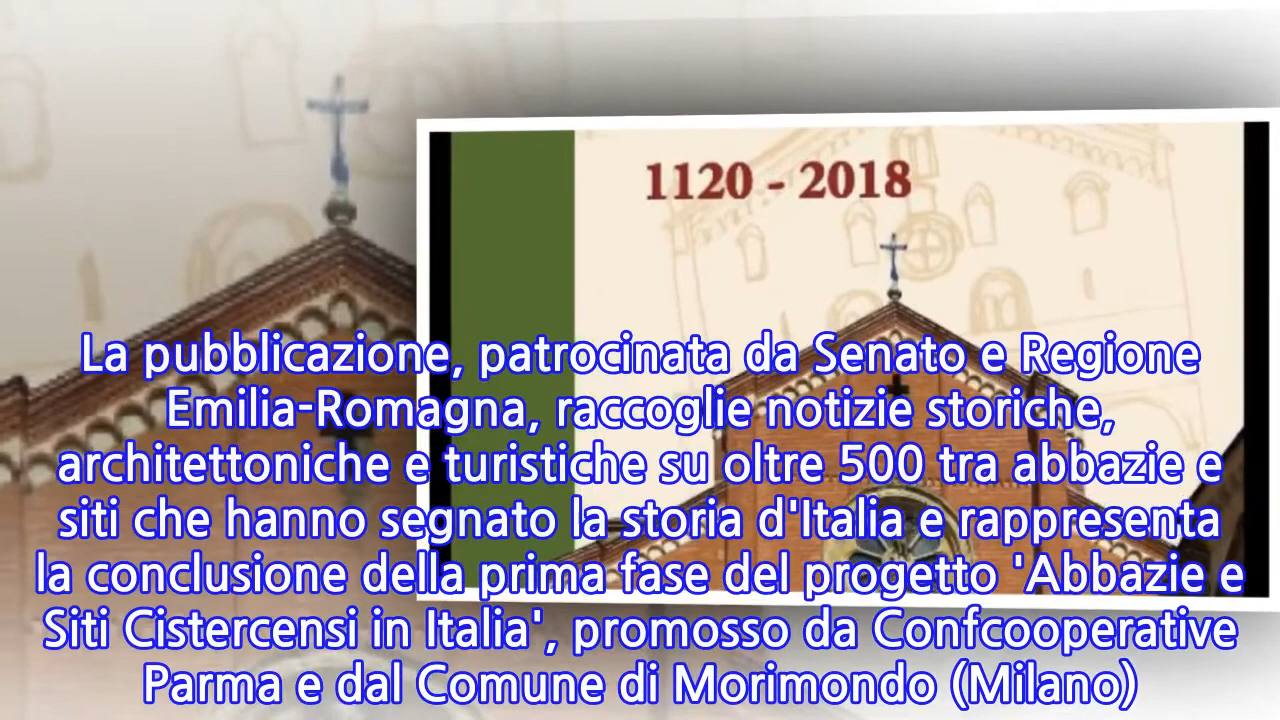 1120 - 2018
La pubblicazione, patrocinata da Senato e Regione
Emilia-Romagna, raccoglie notizie storiche,
architettoniche e turistiche su oltre 500 tra abbazie e
siti che hanno segnato la storia d'Italia e rappresenta
la conclusione della prima fase del progetto 'Abbazie e
Siti Cistercensi in Italia', promosso da Confcooperative
Parma e dal Comune di Morimondo (Milano)